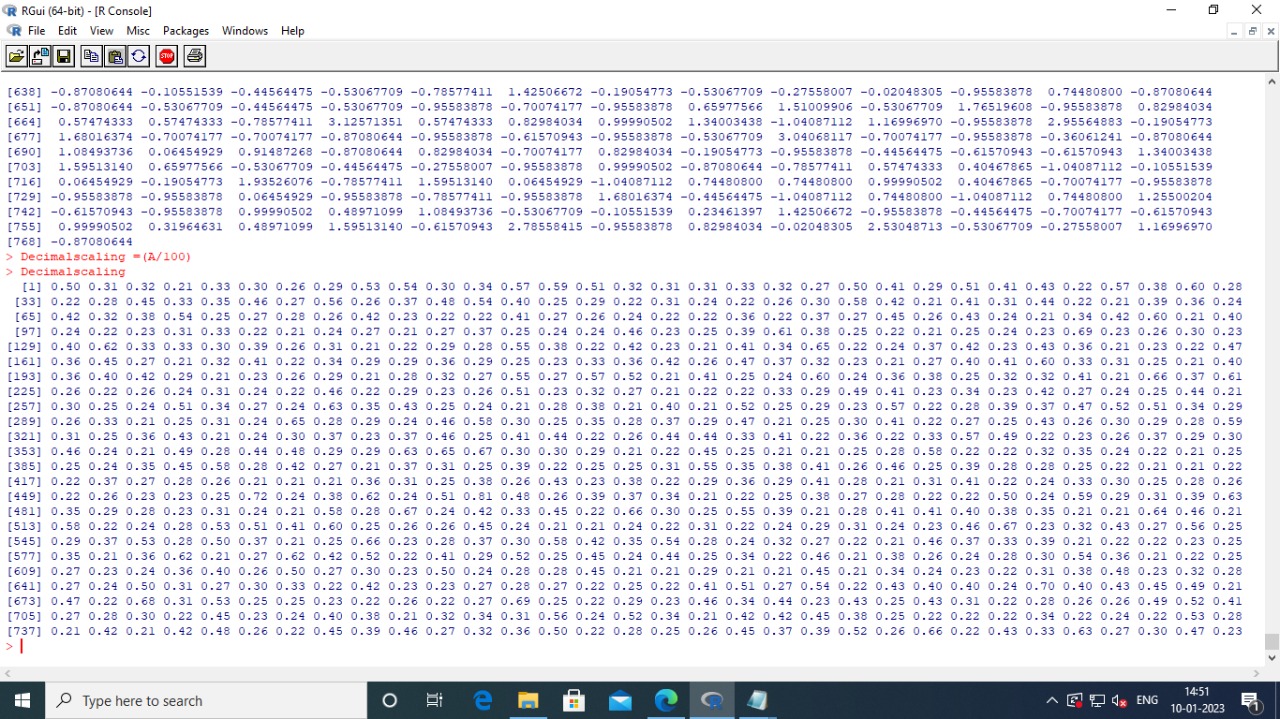 RGui (64-bit) - [R Console]
File Edit View Misc Packages Windows Help
STOP
[638] -0.87080644 -0.10551539 -0.44564475 -0.53067709 -0.78577411 1.42506672 -0.19054773 -0.53067709 -0.27558007 -0.02048305 -0.95583878 0.74480800 -0.87080644
[651] -0.87080644 -0.53067709 -0.44564475 -0.53067709 -0.95583878 -0.70074177 -0.95583878 0.65977566 1.51009906 -0.53067709 1.76519608 -0.95583878 0.82984034
[664] 0.57474333 0.57474333 -0.78577411 3.12571351 0.57474333 0.82984034 0.99990502 1.34003438 -1.04087112 1.16996970 -0.95583878 2.95564883 -0.19054773
[677] 1.68016374 -0.70074177 -0.70074177 -0.87080644 -0.95583878 -0.61570943 -0.95583878 -0.53067709 3.04068117 -0.70074177 -0.95583878 -0.36061241 -0.87080644
[690] 1.08493736 0.06454929 0.91487268 -0.87080644 0.82984034 -0.70074177 0.82984034 -0.19054773 -0.95583878 -0.44564475 -0.61570943 -0.61570943 1.34003438
[703] 1.59513140 0.65977566 -0.53067709 -0.44564475 -0.27558007 -0.95583878 0.99990502 -0.87080644 -0.78577411 0.57474333 0.40467865 -1.04087112 -0.10551539
[716] 0.06454929 -0.19054773 1.93526076 -0.78577411 1.59513140 0.06454929 -1.04087112 0.74480800 0.74480800 0.99990502 0.40467865 -0.70074177 -0.95583878
[729] -0.95583878 -0.95583878 0.06454929 -0.95583878 -0.78577411 -0.95583878 1.68016374 -0.44564475 -1.04087112 0.74480800 -1.04087112 0.74480800 1.25500204
[742] -0.61570943 -0.95583878 0.99990502 0.48971099 1.08493736 -0.53067709 -0.10551539 0.23461397 1.42506672 -0.95583878 -0.44564475 -0.70074177 -0.61570943
[755] 0.99990502 0.31964631 0.48971099 1.59513140 -0.61570943 2.78558415 -0.95583878 0.82984034 -0.02048305 2.53048713 -0.53067709 -0.27558007 1.16996970
[768] -0.87080644
> Decimalscaling =(A/100)
> Decimalscaling
[1] 0.50 0.31 0.32 0.21 0.33 0.30 0.26 0.29 0.53 0.54 0.30 0.34 0.57 0.59 0.51 0.32 0.31 0.31 0.33 0.32 0.27 0.50 0.41 0.29 0.51 0.41 0.43 0.22 0.57 0.38 0.60 0.28
[33] 0.22 0.28 0.45 0.33 0.35 0.46 0.27 0.56 0.26 0.37 0.48 0.54 0.40 0.25 0.29 0.22 0.31 0.24 0.22 0.26 0.30 0.58 0.42 0.21 0.41 0.31 0.44 0.22 0.21 0.39 0.36 0.24
[65] 0.42 0.32 0.38 0.54 0.25 0.27 0.28 0.26 0.42 0.23 0.22 0.22 0.41 0.27 0.26 0.24 0.22 0.22 0.36 0.22 0.37 0.27 0.45 0.26 0.43 0.24 0.21 0.34 0.42 0.60 0.21 0.40
[97] 0.24 0.22 0.23 0.31 0.33 0.22 0.21 0.24 0.27 0.21 0.27 0.37 0.25 0.24 0.24 0.46 0.23 0.25 0.39 0.61 0.38 0.25 0.22 0.21 0.25 0.24 0.23 0.69 0.23 0.26 0.30 0.23
[129] 0.40 0.62 0.33 0.33 0.30 0.39 0.26 0.31 0.21 0.22 0.29 0.28 0.55 0.38 0.22 0.42 0.23 0.21 0.41 0.34 0.65 0.22 0.24 0.37 0.42 0.23 0.43 0.36 0.21 0.23 0.22 0.47
[161] 0.36 0.45 0.27 0.21 0.32 0.41 0.22 0.34 0.29 0.29 0.36 0.29 0.25 0.23 0.33 0.36 0.42 0.26 0.47 0.37 0.32 0.23 0.21 0.27 0.40 0.41 0.60 0.33 0.31 0.25 0.21 0.40
[193] 0.36 0.40 0.42 0.29 0.21 0.23 0.26 0.29 0.21 0.28 0.32 0.27 0.55 0.27 0.57 0.52 0.21 0.41 0.25 0.24 0.60 0.24 0.36 0.38 0.25 0.32 0.32 0.41 0.21 0.66 0.37 0.61
[225] 0.26 0.22 0.26 0.24 0.31 0.24 0.22 0.46 0.22 0.29 0.23 0.26 0.51 0.23 0.32 0.27 0.21 0.22 0.22 0.33 0.29 0.49 0.41 0.23 0.34 0.23 0.42 0.27 0.24 0.25 0.44 0.21
[257] 0.30 0.25 0.24 0.51 0.34 0.27 0.24 0.63 0.35 0.43 0.25 0.24 0.21 0.28 0.38 0.21 0.40 0.21 0.52 0.25 0.29 0.23 0.57 0.22 0.28 0.39 0.37 0.47 0.52 0.51 0.34 0.29
[289] 0.26 0.33 0.21 0.25 0.31 0.24 0.65 0.28 0.29 0.24 0.46 0.58 0.30 0.25 0.35 0.28 0.37 0.29 0.47 0.21 0.25 0.30 0.41 0.22 0.27 0.25 0.43 0.26 0.30 0.29 0.28 0.59
[321] 0.31 0.25 0.36 0.43 0.21 0.24 0.30 0.37 0.23 0.37 0.46 0.25 0.41 0.44 0.22 0.26 0.44 0.44 0.33 0.41 0.22 0.36 0.22 0.33 0.57 0.49 0.22 0.23 0.26 0.37 0.29 0.30
[353] 0.46 0.24 0.21 0.49 0.28 0.44 0.48 0.29 0.29 0.63 0.65 0.67 0.30 0.30 0.29 0.21 0.22 0.45 0.25 0.21 0.21 0.25 0.28 0.58 0.22 0.22 0.32 0.35 0.24 0.22 0.21 0.25
[385] 0.25 0.24 0.35 0.45 0.58 0.28 0.42 0.27 0.21 0.37 0.31 0.25 0.39 0.22 0.25 0.25 0.31 0.55 0.35 0.38 0.41 0.26 0.46 0.25 0.39 0.28 0.28 0.25 0.22 0.21 0.21 0.22
[417] 0.22 0.37 0.27 0.28 0.26 0.21 0.21 0.21 0.36 0.31 0.25 0.38 0.26 0.43 0.23 0.38 0.22 0.29 0.36 0.29 0.41 0.28 0.21 0.31 0.41 0.22 0.24 0.33 0.30 0.25 0.28 0.26
[449] 0.22 0.26 0.23 0.23 0.25 0.72 0.24 0.38 0.62 0.24 0.51 0.81 0.48 0.26 0.39 0.37 0.34 0.21 0.22 0.25 0.38 0.27 0.28 0.22 0.22 0.50 0.24 0.59 0.29 0.31 0.39 0.63
[481] 0.35 0.29 0.28 0.23 0.31 0.24 0.21 0.58 0.28 0.67 0.24 0.42 0.33 0.45 0.22 0.66 0.30 0.25 0.55 0.39 0.21 0.28 0.41 0.41 0.40 0.38 0.35 0.21 0.21 0.64 0.46 0.21
[513] 0.58 0.22 0.24 0.28 0.53 0.51 0.41 0.60 0.25 0.26 0.26 0.45 0.24 0.21 0.21 0.24 0.22 0.31 0.22 0.24 0.29 0.31 0.24 0.23 0.46 0.67 0.23 0.32 0.43 0.27 0.56 0.25
[545] 0.29 0.37 0.53 0.28 0.50 0.37 0.21 0.25 0.66 0.23 0.28 0.37 0.30 0.58 0.42 0.35 0.54 0.28 0.24 0.32 0.27 0.22 0.21 0.46 0.37 0.33 0.39 0.21 0.22 0.22 0.23 0.25
[577] 0.35 0.21 0.36 0.62 0.21 0.27 0.62 0.42 0.52 0.22 0.41 0.29 0.52 0.25 0.45 0.24 0.44 0.25 0.34 0.22 0.46 0.21 0.38 0.26 0.24 0.28 0.30 0.54 0.36 0.21 0.22 0.25
[609] 0.27 0.23 0.24 0.36 0.40 0.26 0.50 0.27 0.30 0.23 0.50 0.24 0.28 0.28 0.45 0.21 0.21 0.29 0.21 0.21 0.45 0.21 0.34 0.24 0.23 0.22 0.31 0.38 0.48 0.23 0.32 0.28
[641] 0.27 0.24 0.50 0.31 0.27 0.30 0.33 0.22 0.42 0.23 0.23 0.27 0.28 0.27 0.22 0.25 0.22 0.41 0.51 0.27 0.54 0.22 0.43 0.40 0.40 0.24 0.70 0.40 0.43 0.45 0.49 0.21
[673] 0.47 0.22 0.68 0.31 0.53 0.25 0.25 0.23 0.22 0.26 0.22 0.27 0.69 0.25 0.22 0.29 0.23 0.46 0.34 0.44 0.23 0.43 0.25 0.43 0.31 0.22 0.28 0.26 0.26 0.49 0.52 0.41
[705] 0.27 0.28 0.30 0.22 0.45 0.23 0.24 0.40 0.38 0.21 0.32 0.34 0.31 0.56 0.24 0.52 0.34 0.21 0.42 0.42 0.45 0.38 0.25 0.22 0.22 0.22 0.34 0.22 0.24 0.22 0.53 0.28
[737] 0.21 0.42 0.21 0.42 0.48 0.26 0.22 0.45 0.39 0.46 0.27 0.32 0.36 0.50 0.22 0.28 0.25 0.26 0.45 0.37 0.39 0.52 0.26 0.66 0.22 0.43 0.33 0.63 0.27 0.30 0.47 0.23
>
Type here to search
ENG
14:51
10-01-2023
1